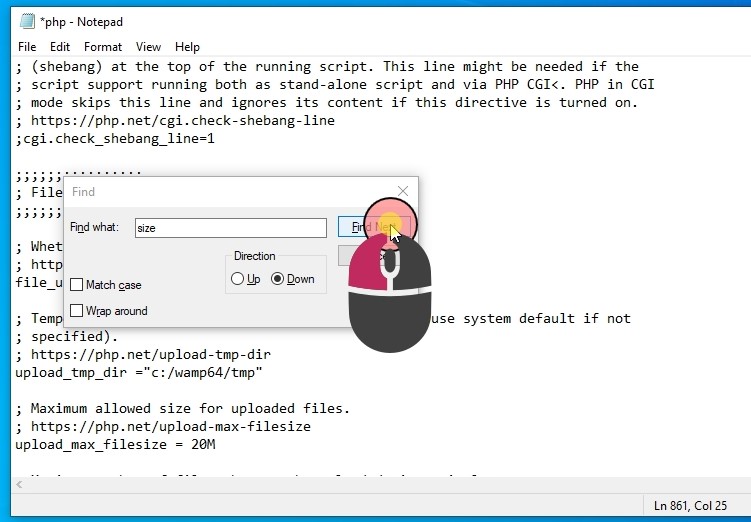 *php - Notepad
File Edit Format View Help
; (shebang) at the top of the running script. This line might be needed if the
; script support running both as stand-alone script and via PHP CGI<. PHP in CGI
; mode skips this line and ignores its content if this directive is turned on.
; https://php.net/cgi.check-shebang-line
;cgi.check_shebang_line=1
;;;;;;..........
; File
;;;;;;
Find
Find what: size Find
Direction
Up Down
Match case
Wrap around
; Whet
; http
file_u
; Temp use system default if not
; specified).
; https://php.net/upload-tmp-dir
upload_tmp_dir ="c:/wamp64/tmp"
; Maximum allowed size for uploaded files.
; https://php.net/upload-max-filesize
upload_max_filesize = 20M
Ln 861, Col 25